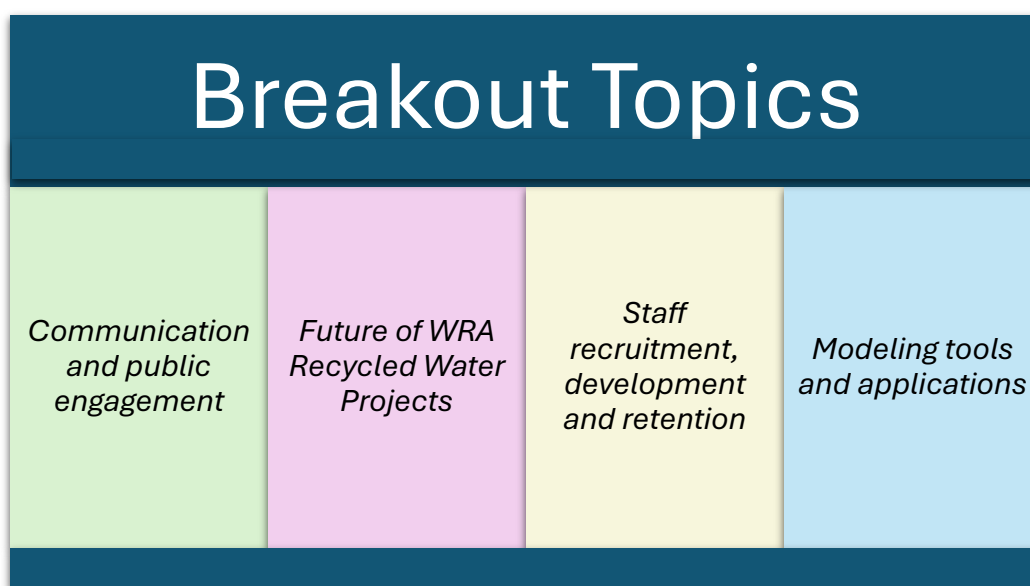 Breakout Topics
Communication
and public
engagement
Future of WRA
Recycled Water
Projects
Staff
recruitment,
development
and retention
Modeling tools
and applications